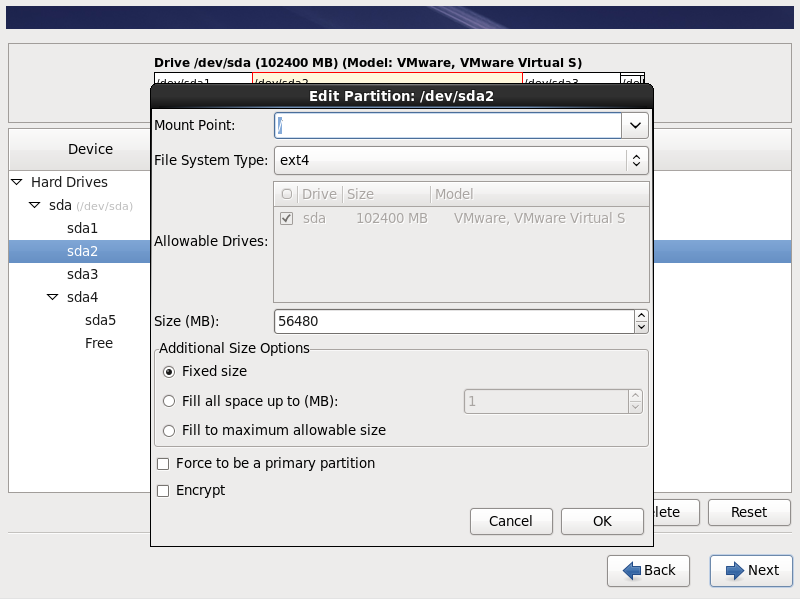 Drive /dev/sda (102400 MB) (Model: VMware, VMware Virtual S)
/dev/sda1 /dev/sda2 /dev/sda3
Edit Partition: /dev/sda2
Mount Point: /
File System Type: ext4
Drive Size Model
sda 102400 MB VMware, VMware Virtual S
Allowable Drives:
Size (MB): 56480
Additional Size Options
Fixed size
Fill all space up to (MB): 1
Fill to maximum allowable size
Force to be a primary partition
Encrypt
Cancel OK
Device
Hard Drives
sda (/dev/sda)
sda1
sda2
sda3
sda4
sda5
Free
Reset
Back Next